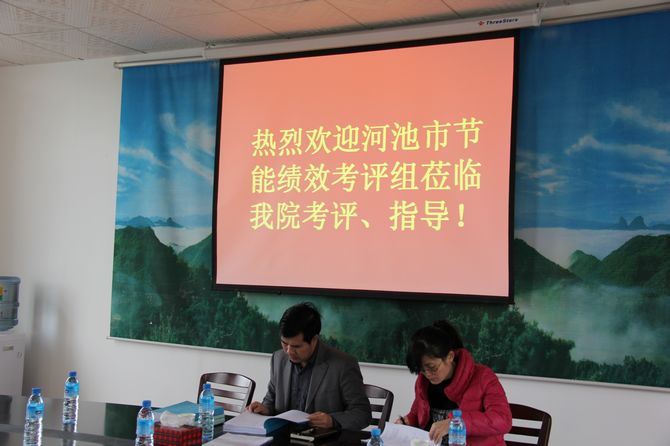 ThreeStars
热烈欢迎河池市节
能绩效考评组莅临
我院考评、指导！